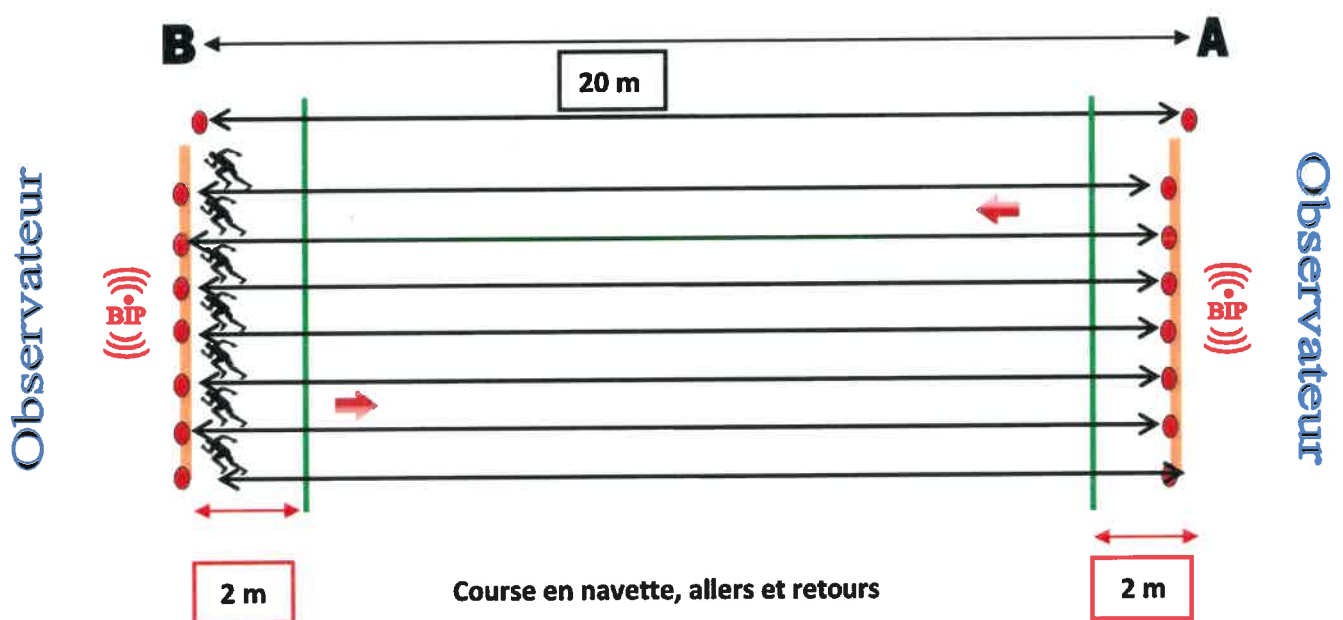 B
A
20 m
Observateur
BIP
BIP
Observateur
2 m
Course en navette, allers et retours
2 m